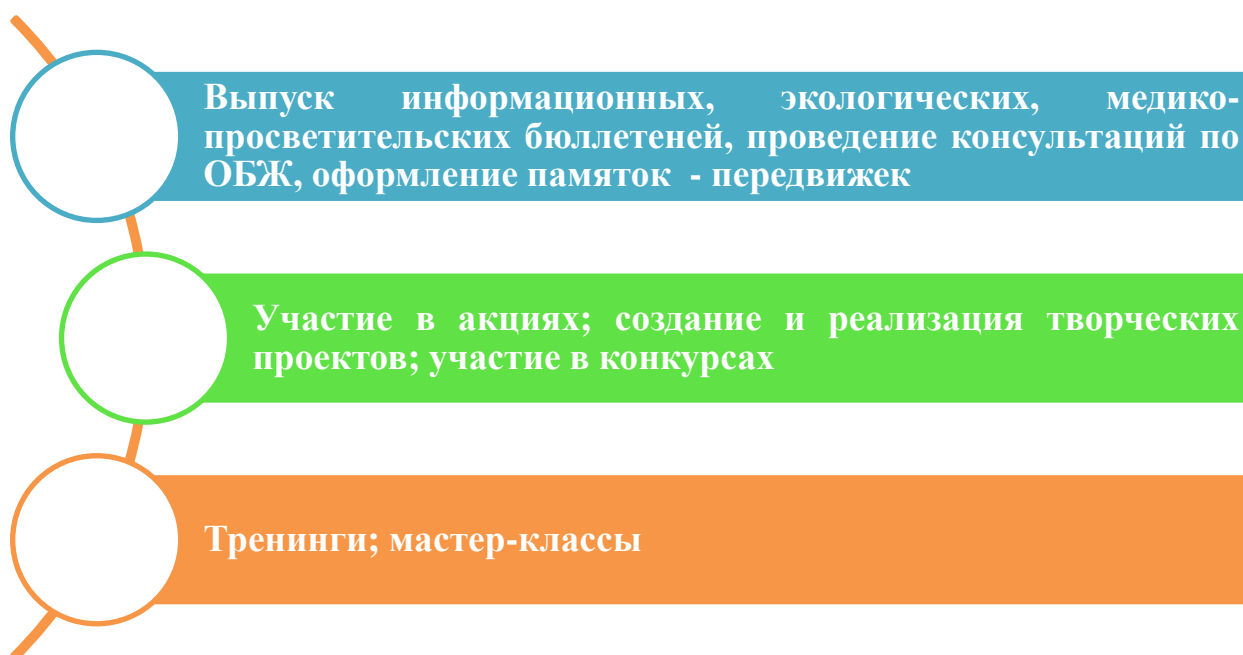 Выпуск информационных, экологических, медико-
просветительских бюллетеней, проведение консультаций по
ОБЖ, оформление памяток - передвижек
Участие в акциях; создание и реализация творческих
проектов; участие в конкурсах
Тренинги; мастер-классы